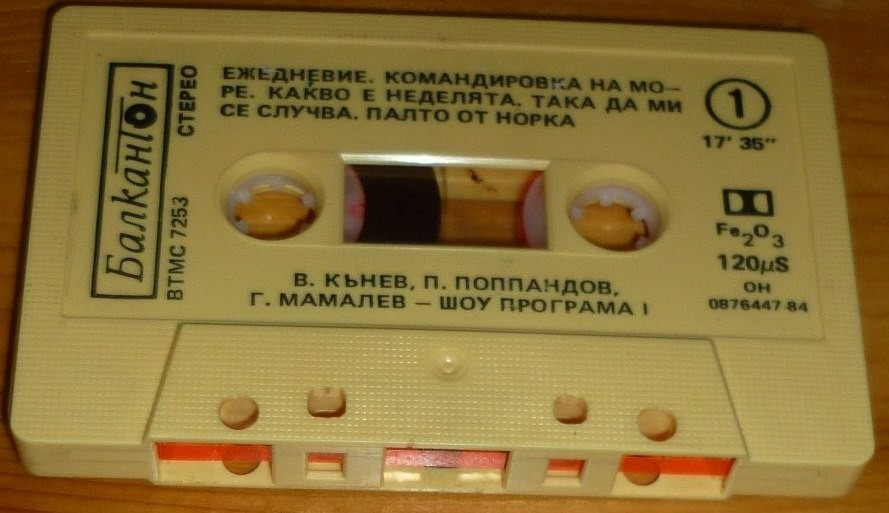 Балкантон
ВТМС 7253
СТЕРЕО
ЕЖЕДНЕВИЕ. КОМАНДИРОВКА НА МО—
РЕ. КАКВО Е НЕДЕЛЯТА. ТАКА ДА МИ
СЕ СЛУЧВА. ПАЛТО ОТ НОРКА
1
17' 35"
Fe2O3
120µS
ОН
0876447-84
В. КЪНЕВ, П. ПОППАНДОВ,
Г. МАМАЛЕВ — ШОУ ПРОГРАМА I